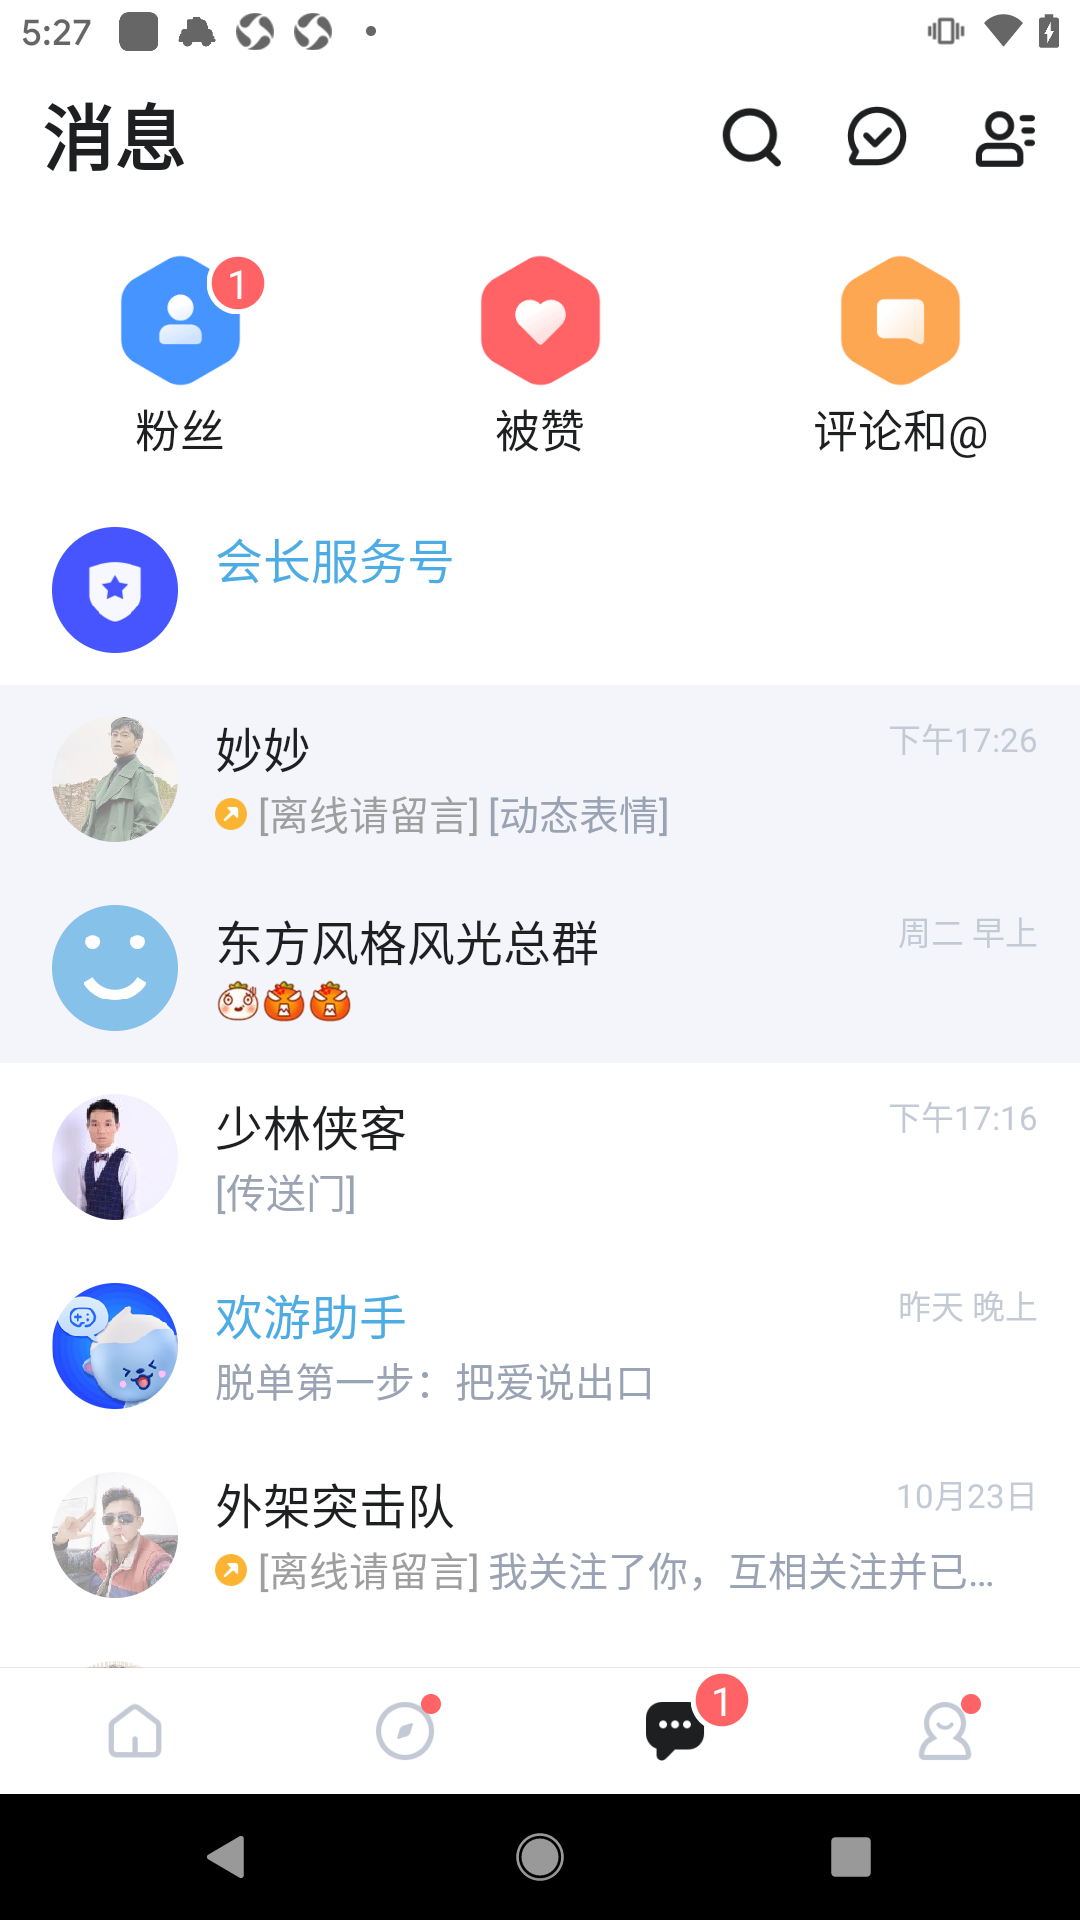 5:27
消息
1
粉丝
被赞
评论和@
会长服务号
妙妙
下午17:26
[离线请留言] [动态表情]
东方风格风光总群
周二 早上
少林侠客
下午17:16
[传送门]
欢游助手
昨天 晚上
脱单第一步：把爱说出口
外架突击队
10月23日
[离线请留言] 我关注了你，互相关注并已...
1